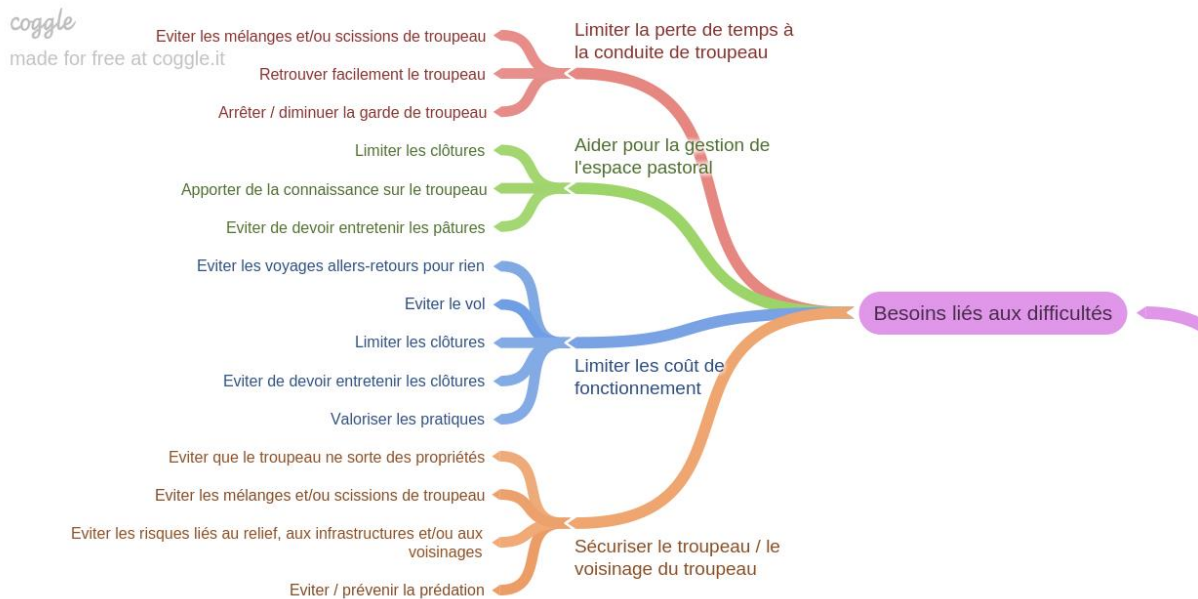 coggle
made for free at coggle.it
Limiter la perte de temps à
la conduite de troupeau
Eviter les mélanges et/ou scissions de troupeau
Retrouver facilement le troupeau
Arrêter / diminuer la garde de troupeau
Aider pour la gestion de
l'espace pastoral
Limiter les clôtures
Apporter de la connaissance sur le troupeau
Eviter de devoir entretenir les pâtures
Eviter les voyages allers-retours pour rien
Eviter le vol
Limiter les clôtures
Eviter de devoir entretenir les clôtures
Valoriser les pratiques
Limiter les coût de
fonctionnement
Besoins liés aux difficultés
Eviter que le troupeau ne sorte des propriétés
Eviter les mélanges et/ou scissions de troupeau
Eviter les risques liés au relief, aux infrastructures et/ou aux
voisinages
Eviter / prévenir la prédation
Sécuriser le troupeau / le
voisinage du troupeau